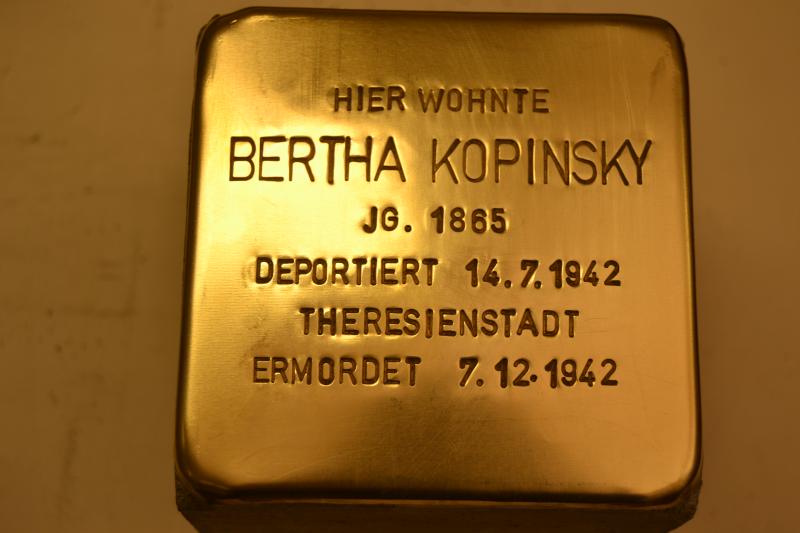 HIER WOHNTE
BERTHA KOPINSKY
JG. 1865
DEPORTIERT 14.7.1942
THERESIENSTADT
ERMORDET 7.12.1942